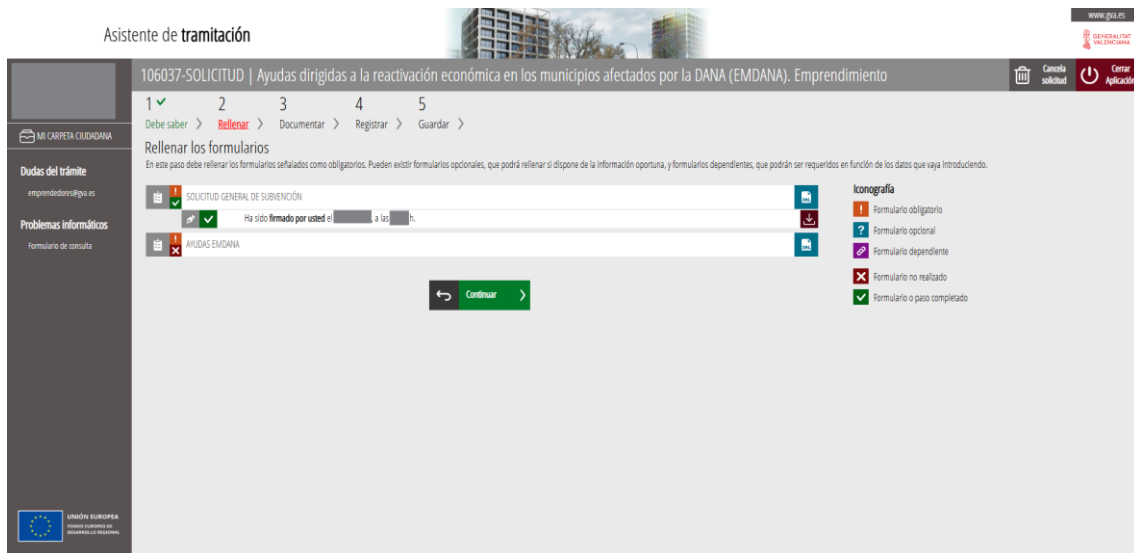 www.gva.es
Asistente de tramitación
GENERALITAT
VALENCIANA
106037-SOLICITUD | Ayudas dirigidas a la reactivación económica en los municipios afectados por la DANA (EMDANA). Emprendimiento
Cancela
solicitud
Cerrar
Aplicación
1 2 3 4 5
Debe saber > Rellenar > Documentar > Registrar > Guardar >
MI CARPETA CIUDADANA
Rellenar los formularios
En este paso debe rellenar los formularios señalados como obligatorios. Pueden existir formularios opcionales, que podrá rellenar si dispone de la información oportuna, y formularios dependientes, que podrán ser requeridos en función de los datos que vaya introduciendo.
Dudas del trámite
emprendedores@gva.es
Problemas informáticos
Formulario de consulta
SOLICITUD GENERAL DE SUBVENCIÓN
Ha sido firmado por usted el , a las h.
AYUDAS EMDANA
Continuar
Iconografía
! Formulario obligatorio
? Formulario opcional
Formulario dependiente
Formulario no realizado
Formulario o paso completado
UNIÓN EUROPEA
FONDO EUROPEO DE
DESARROLLO REGIONAL